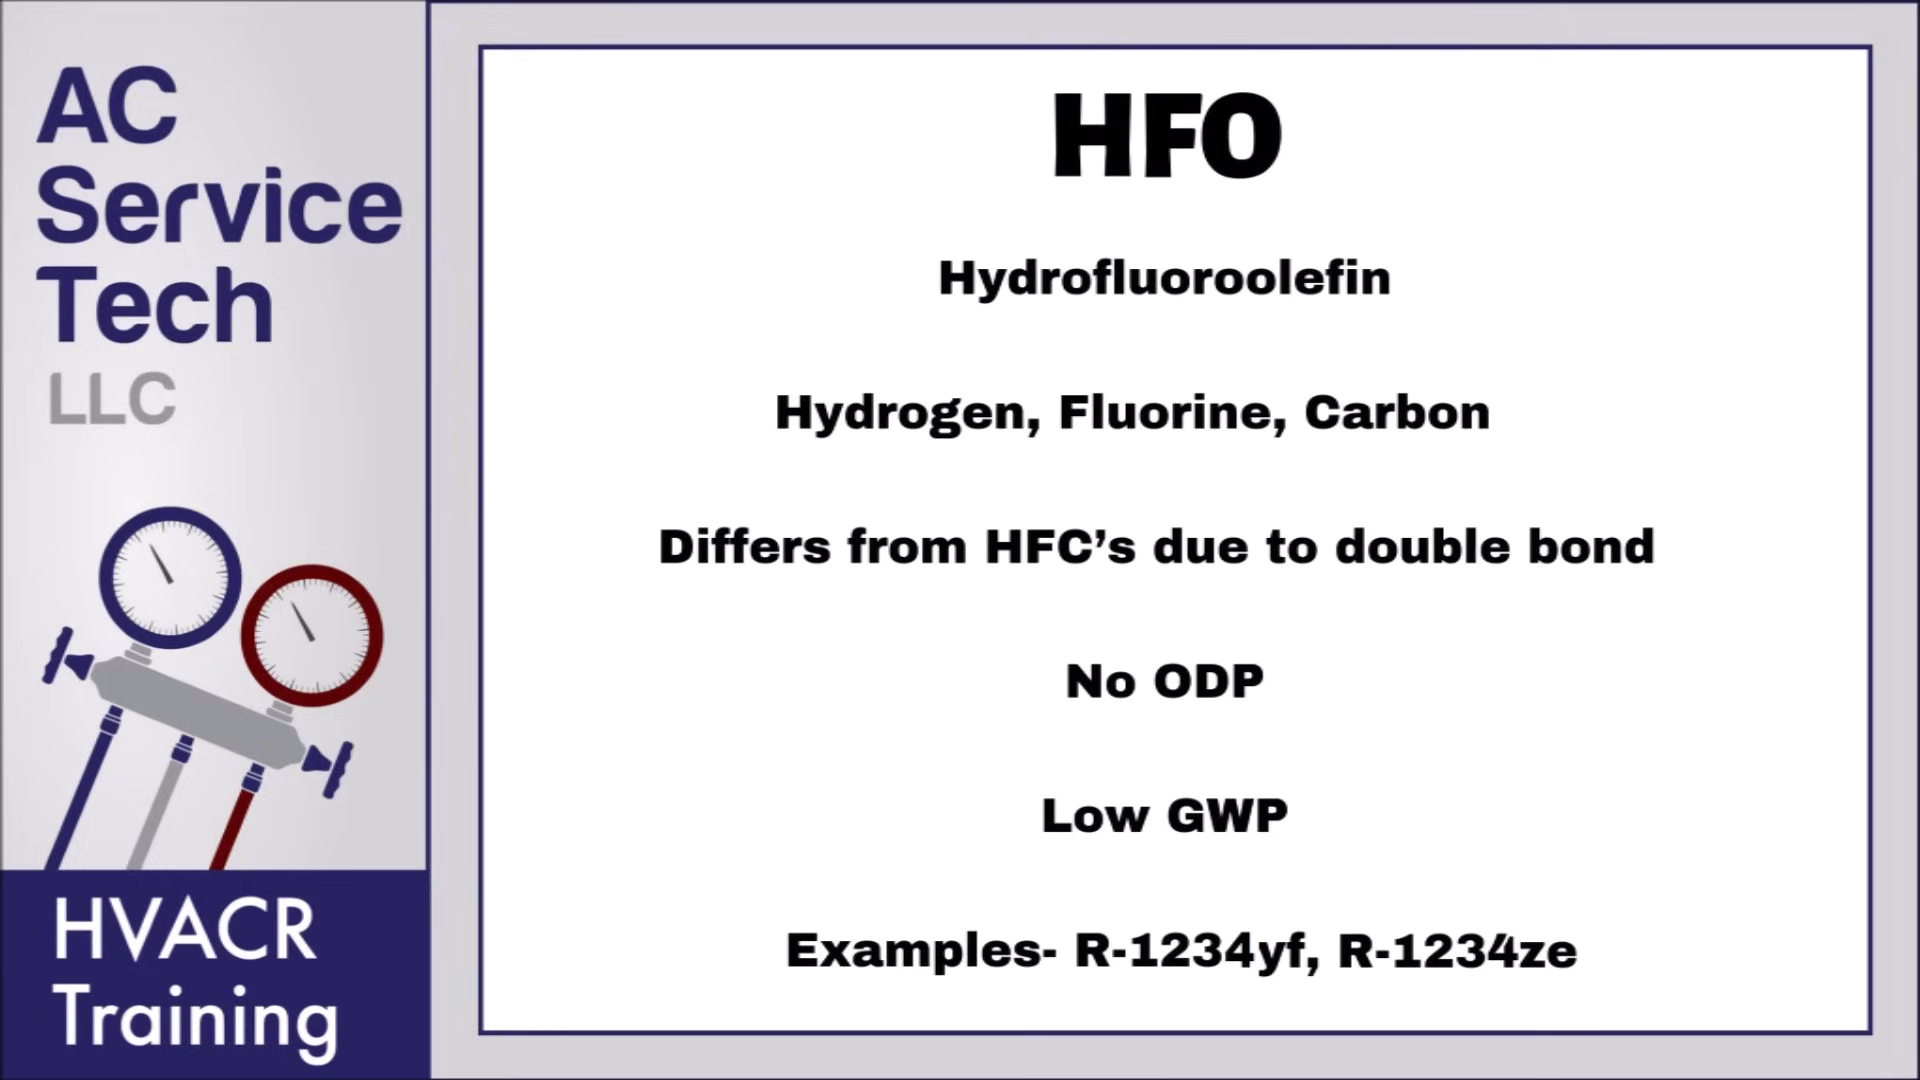 AC
Service
Tech
LLC
HVACR
Training
HFO
Hydrofluoroolefin
Hydrogen, Fluorine, Carbon
Differs from HFC’s due to double bond
No ODP
Low GWP
Examples- R-1234yf, R-1234ze